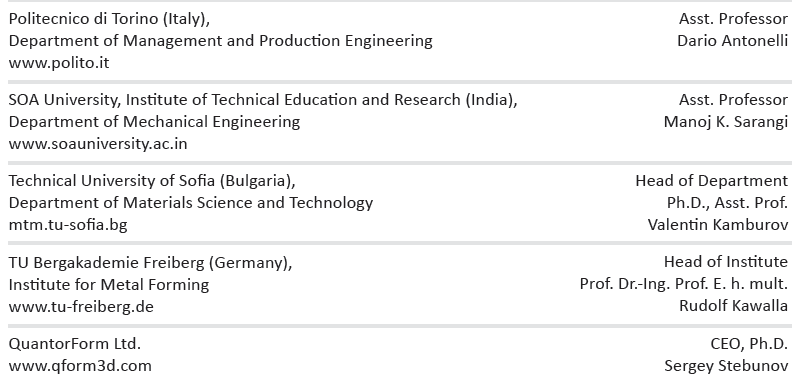 Politecnico di Torino (Italy), Asst. Professor
Department of Management and Production Engineering Dario Antonelli
www.polito.it
SOA University, Institute of Technical Education and Research (India), Asst. Professor
Department of Mechanical Engineering Manoj K. Sarangi
www.soauniversity.ac.in
Technical University of Sofia (Bulgaria), Head of Department
Department of Materials Science and Technology Ph.D., Asst. Prof.
mtm.tu-sofia.bg Valentin Kamburov
TU Bergakademie Freiberg (Germany), Head of Institute
Institute for Metal Forming Prof. Dr.-Ing. Prof. E. h. mult.
www.tu-freiberg.de Rudolf Kawalla
QuantorForm Ltd. CEO, Ph.D.
www.qform3d.com Sergey Stebunov